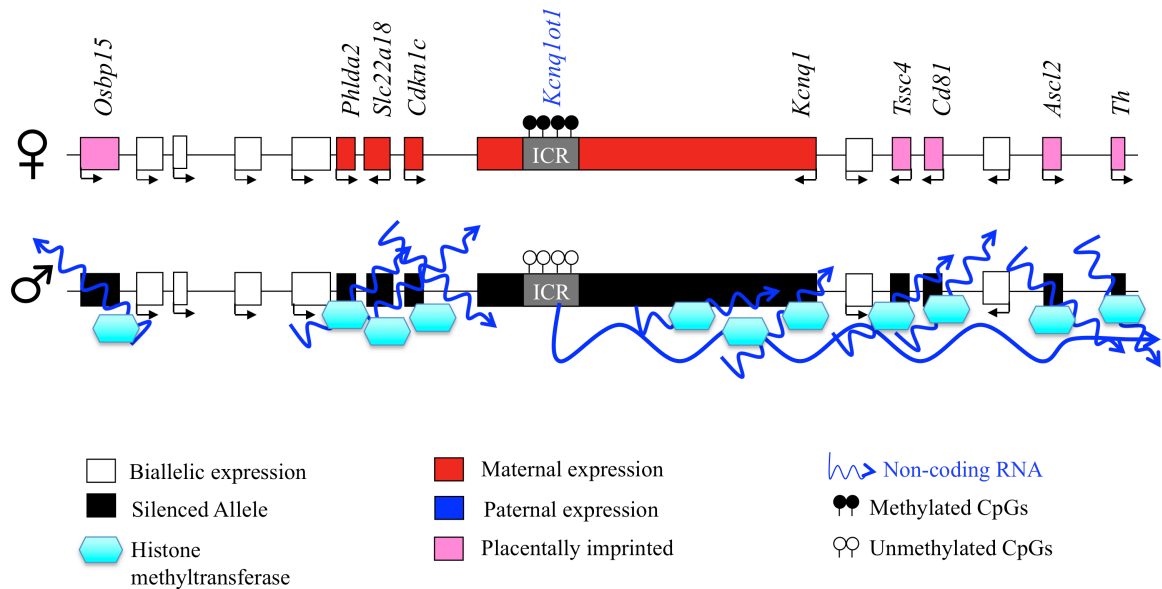 Osbp15
Phlda2
Slc22a18
Cdkn1c
Kcnq1ot1
Kcnq1
Tssc4
Cd81
Ascl2
Th
♀
ICR
♂
ICR
Biallelic expression
Silenced Allele
Histone
methyltransferase
Maternal expression
Paternal expression
Placentally imprinted
Non-coding RNA
Methylated CpGs
Unmethylated CpGs